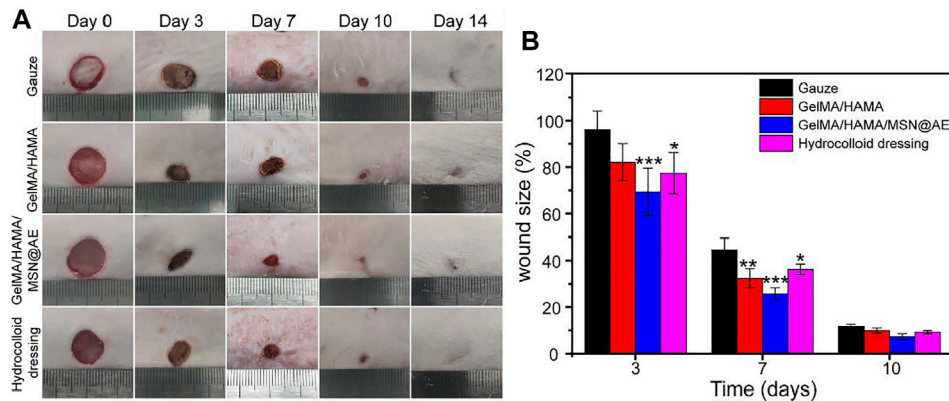 A
Day 0 Day 3 Day 7 Day 10 Day 14
Gauze
GelMA/HAMA
GelMA/HAMA/
MSN@AE
Hydrocolloid
dressing
B
120
100
80
60
40
20
0
wound size (%)
Gauze
GelMA/HAMA
GelMA/HAMA/MSN@AE
Hydrocolloid dressing
*** *
** *** *
3 7 10
Time (days)